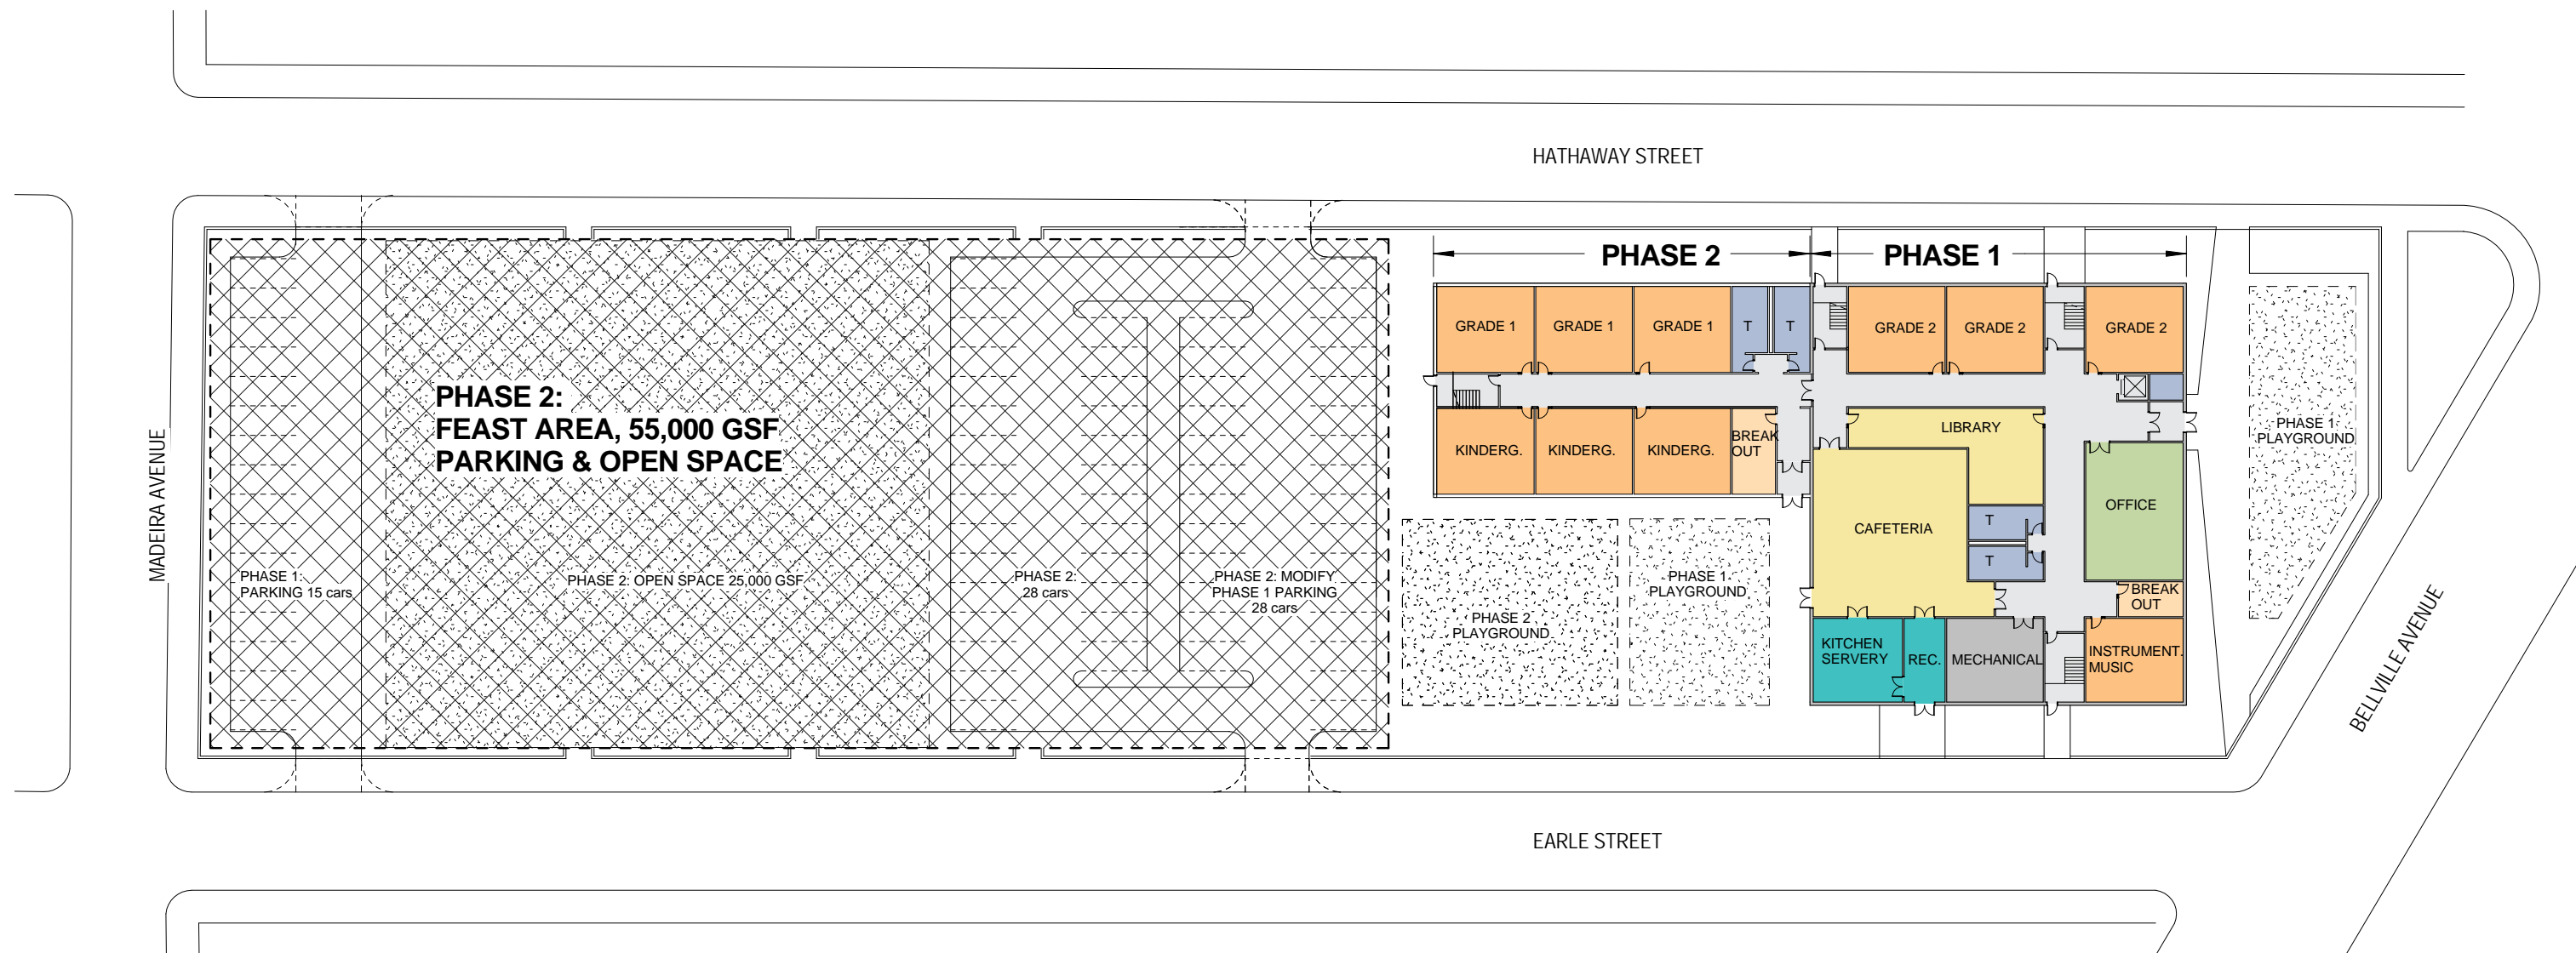 HATHAWAY STREET
PHASE 2
PHASE 1
GRADE 1
GRADE 1
GRADE 1
T
T
GRADE 2
GRADE 2
GRADE 2
PHASE 2:
FEAST AREA, 55,000 GSF
PARKING & OPEN SPACE
MADEIRA AVENUE
KINDERG.
KINDERG.
KINDERG.
BREAK
OUT
LIBRARY
PHASE 1
PLAYGROUND
CAFETERIA
T
T
OFFICE
PHASE 1:
PARKING 15 cars
PHASE 2: OPEN SPACE 25,000 GSF
PHASE 2:
28 cars
PHASE 2: MODIFY
PHASE 1 PARKING
28 cars
PHASE 2
PLAYGROUND
PHASE 1
PLAYGROUND
BREAK
OUT
KITCHEN
SERVERY
REC.
MECHANICAL
INSTRUMENT.
MUSIC
BELLVILLE AVENUE
EARLE STREET